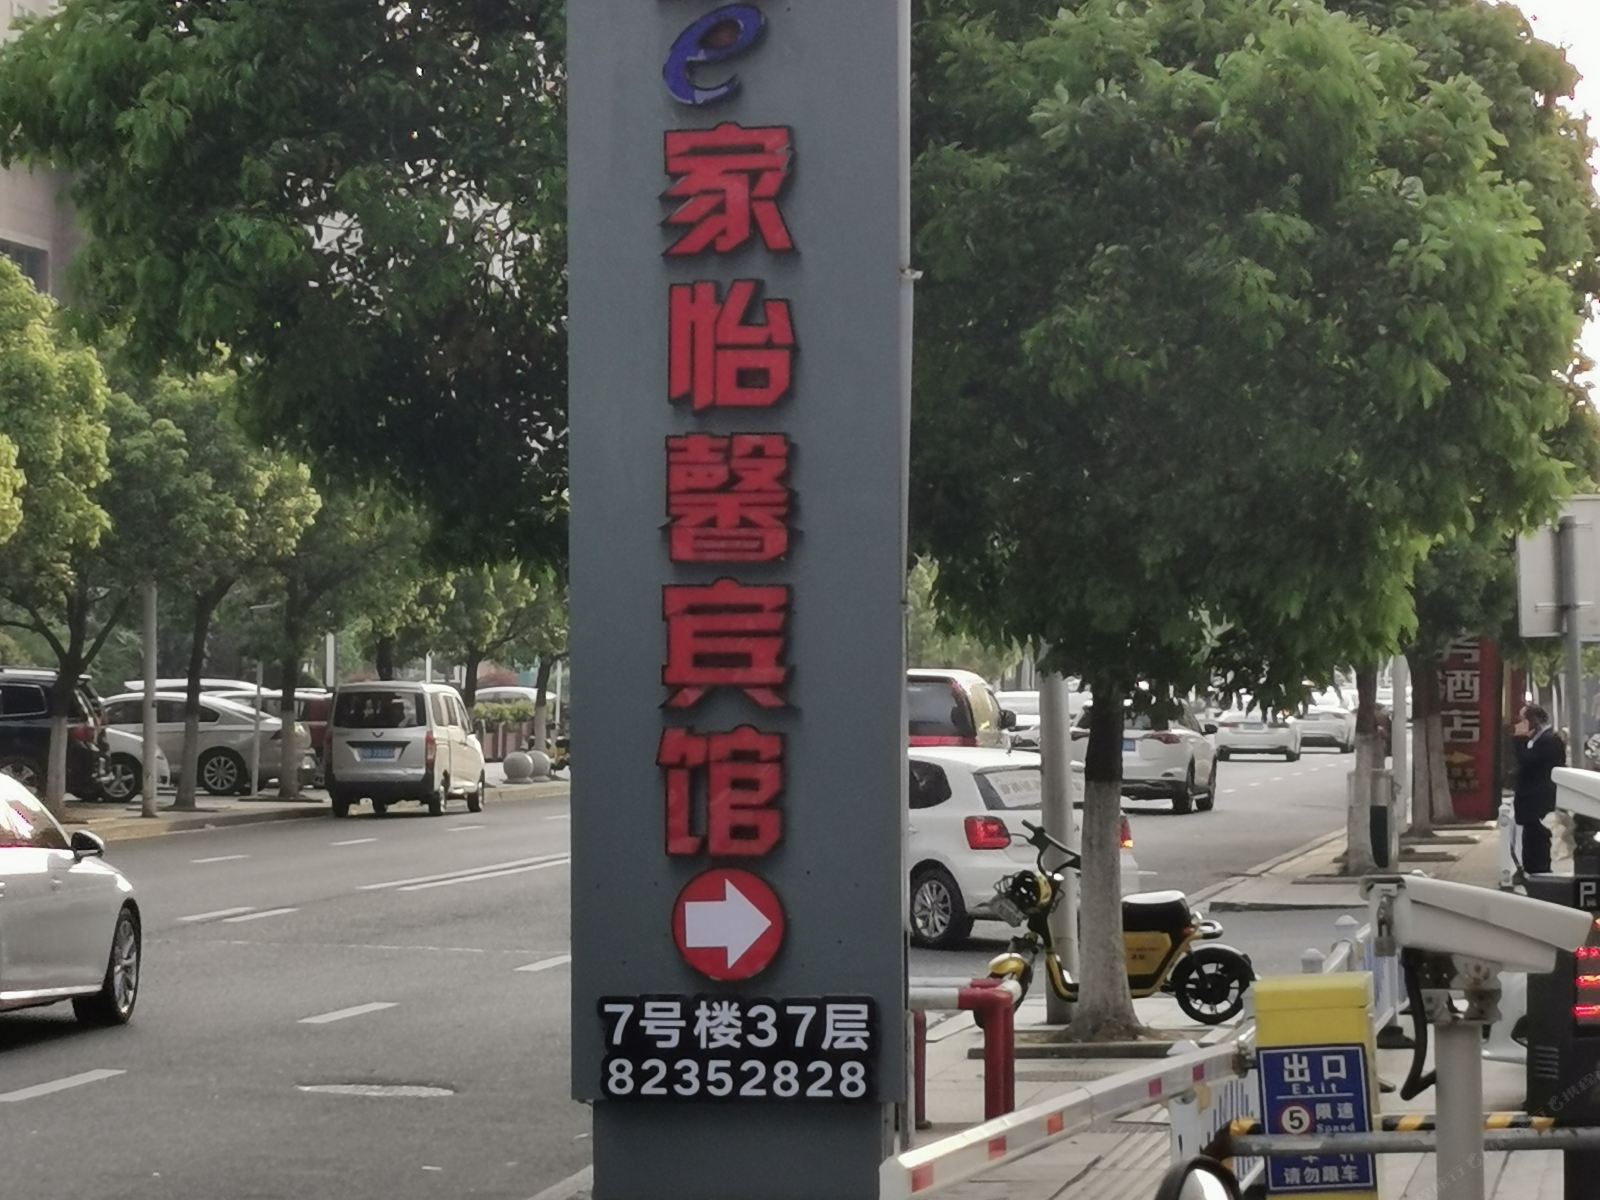 e
家怡馨宾馆
7号楼37层
82352828
酒店
出口
Exit
5 限速
Speed
请勿跟车
P